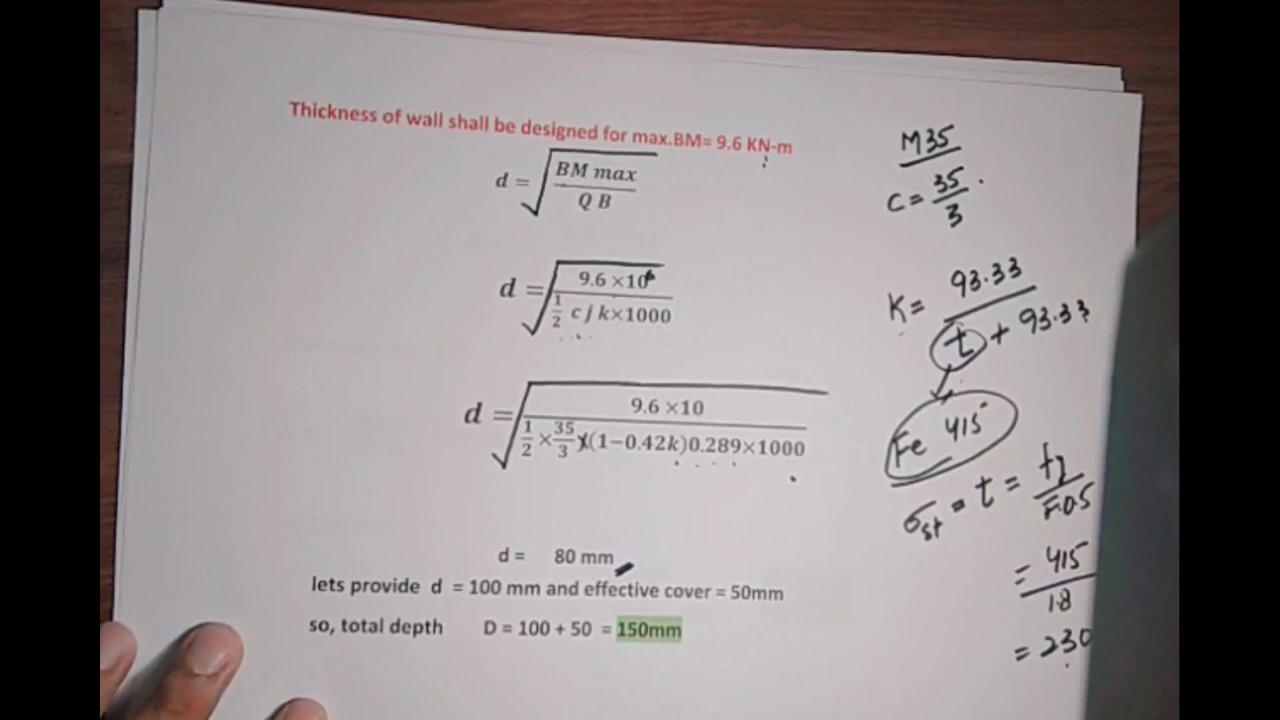 Thickness of wall shall be designed for max.BM= 9.6 KN-m
d = √(BM max / Q B)
d = √(9.6 ×10⁶ / ½ c j k×1000)
d = √(9.6 ×10 / ½ × 35/3 ×(1−0.42k)0.289×1000)
d = 80 mm
lets provide d = 100 mm and effective cover = 50mm
so, total depth D = 100 + 50 = 150mm
M35
C = 35/3
K = 93.33 / t + 93.33
Fe 415
σst = t = fy / F.O.S
= 415 / 1.8
= 230